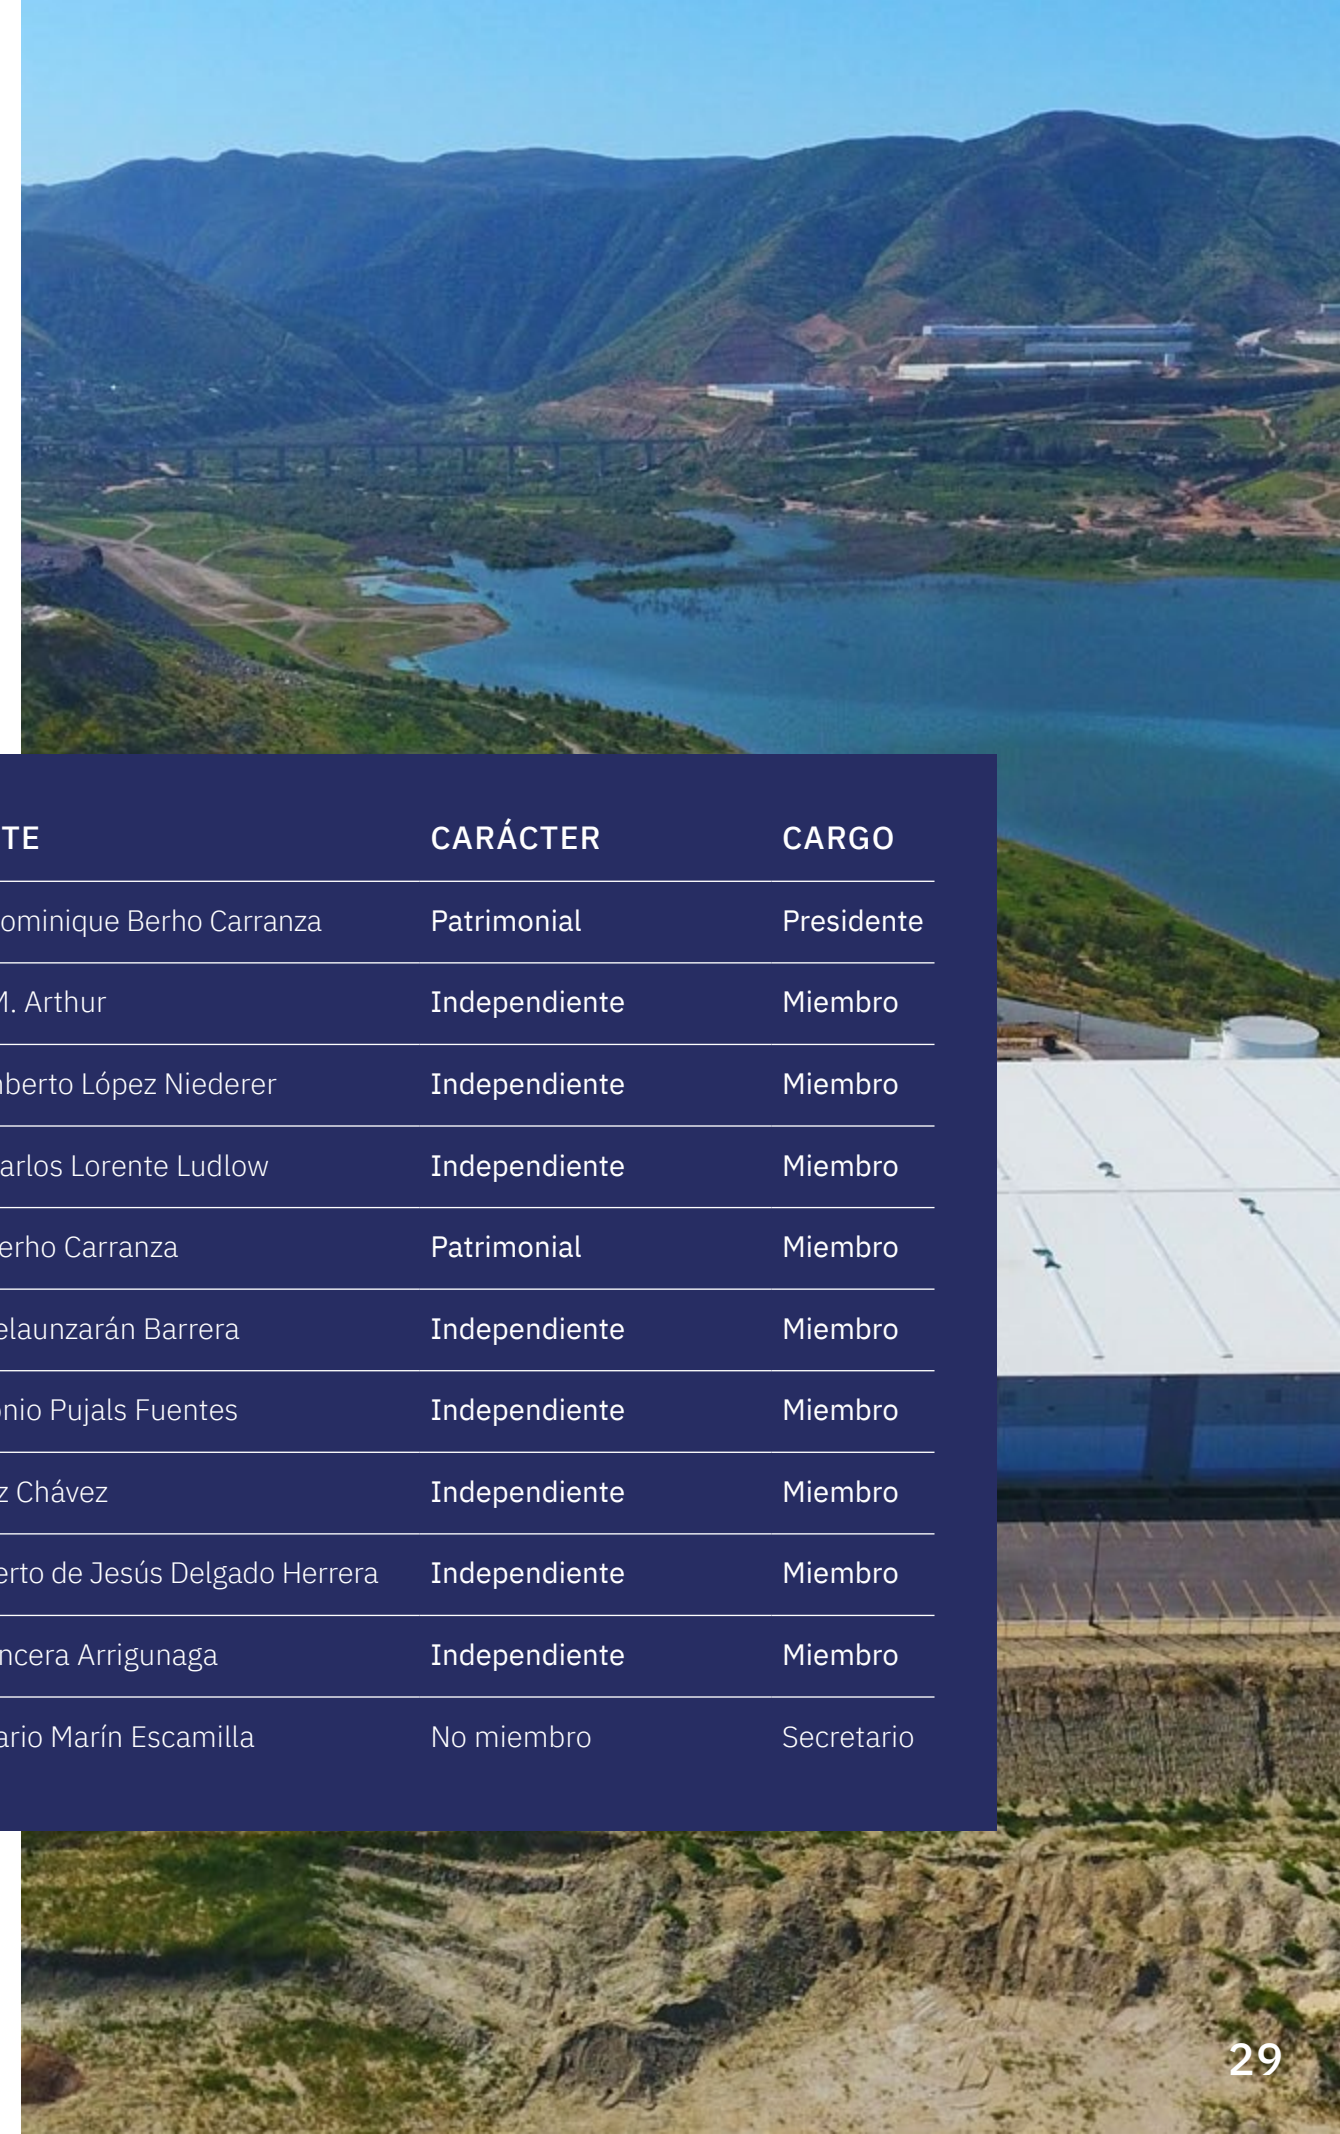 TE CARÁCTER CARGO
ominique Berho Carranza Patrimonial Presidente
M. Arthur Independiente Miembro
berto López Niederer Independiente Miembro
arlos Lorente Ludlow Independiente Miembro
erho Carranza Patrimonial Miembro
elaunzarán Barrera Independiente Miembro
onio Pujals Fuentes Independiente Miembro
z Chávez Independiente Miembro
erto de Jesús Delgado Herrera Independiente Miembro
ncera Arrigunaga Independiente Miembro
ario Marín Escamilla No miembro Secretario
29